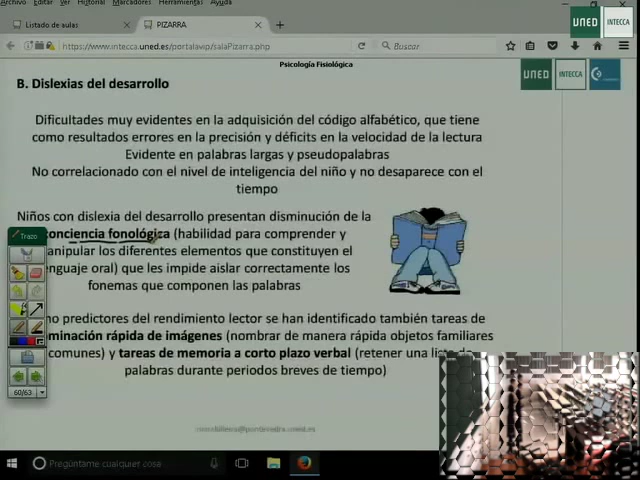 Archivo Editar Ver Historial Marcadores Herramientas Ayuda
Listado de aulas
PIZARRA
UNED
INTECCA
https://www.intecca.uned.es/portalavip/salaPizarra.php
Buscar
Psicología Fisiológica
UNED
INTECCA
B. Dislexias del desarrollo
Dificultades muy evidentes en la adquisición del código alfabético, que tiene
como resultados errores en la precisión y déficits en la velocidad de la lectura
Evidente en palabras largas y pseudopalabras
No correlacionado con el nivel de inteligencia del niño y no desaparece con el
tiempo
Niños con dislexia del desarrollo presentan disminución de la
conciencia fonológica (habilidad para comprender y
anipular los diferentes elementos que constituyen el
enguaje oral) que les impide aislar correctamente los
fonemas que componen las palabras
Trazo
no predictores del rendimiento lector se han identificado también tareas de
minación rápida de imágenes (nombrar de manera rápida objetos familiares
comunes) y tareas de memoria a corto plazo verbal (retener una lista de
palabras durante periodos breves de tiempo)
60/63
Pregúntame cualquier cosa